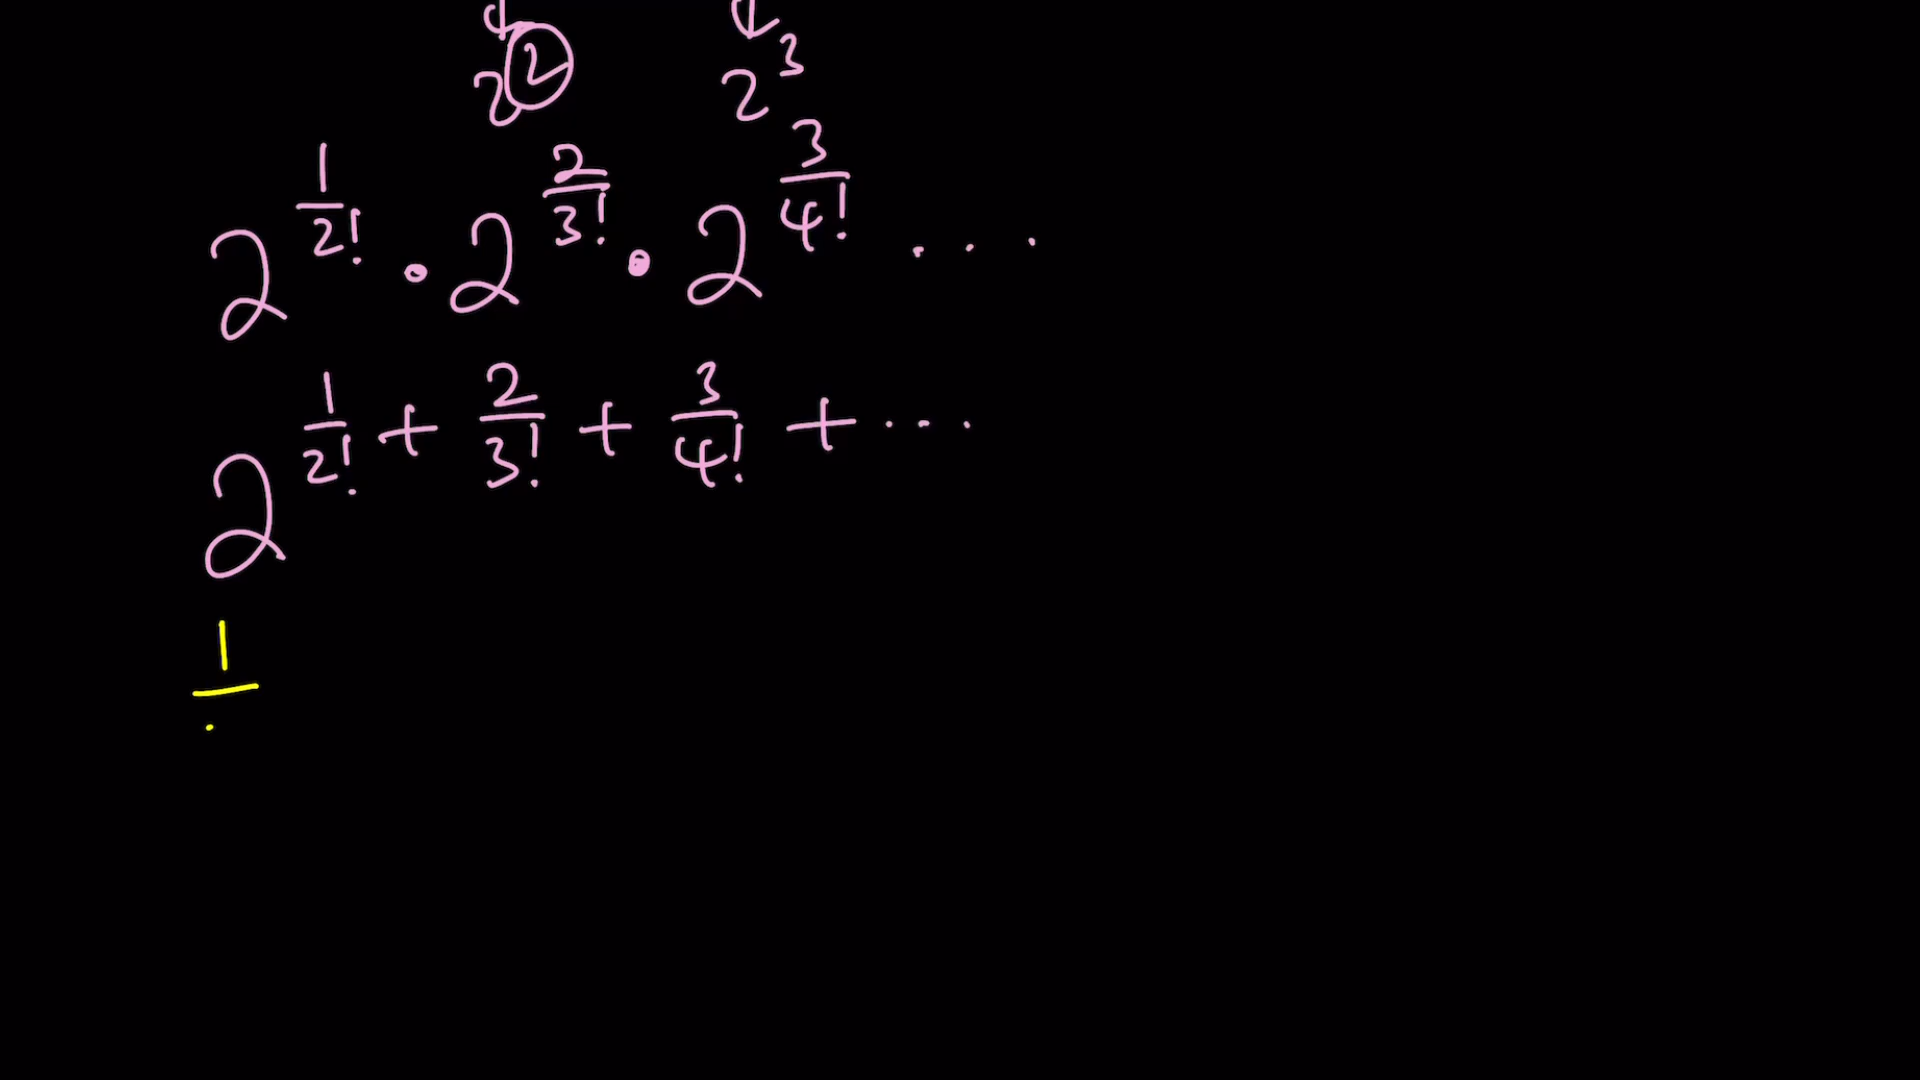 2^2 2^3
2^{1/2!} · 2^{2/3!} · 2^{3/4!} · · ·
2^{1/2! + 2/3! + 3/4! + ···}
1